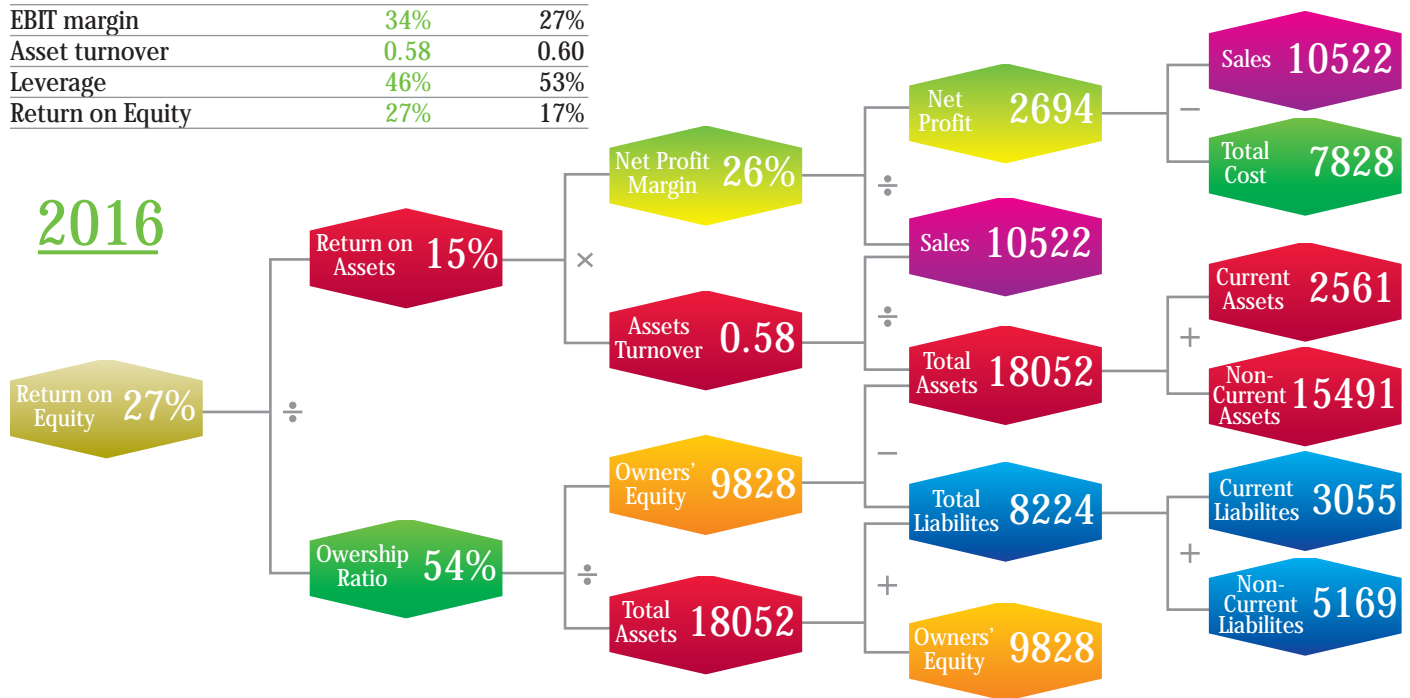 EBIT margin 34% 27%
Asset turnover 0.58 0.60
Leverage 46% 53%
Return on Equity 27% 17%
2016
Return on
Equity 27%
÷
Return on
Assets 15%
Owership
Ratio 54%
×
÷
Net Profit
Margin 26%
Assets
Turnover 0.58
Owners'
Equity 9828
Total
Assets 18052
÷
÷
−
+
Net
Profit 2694
Sales 10522
Total
Assets 18052
Total
Liabilites 8224
Owners'
Equity 9828
−
+
+
Sales 10522
Total
Cost 7828
Current
Assets 2561
Non-
Current
Assets 15491
Current
Liabilites 3055
Non-
Current
Liabilites 5169